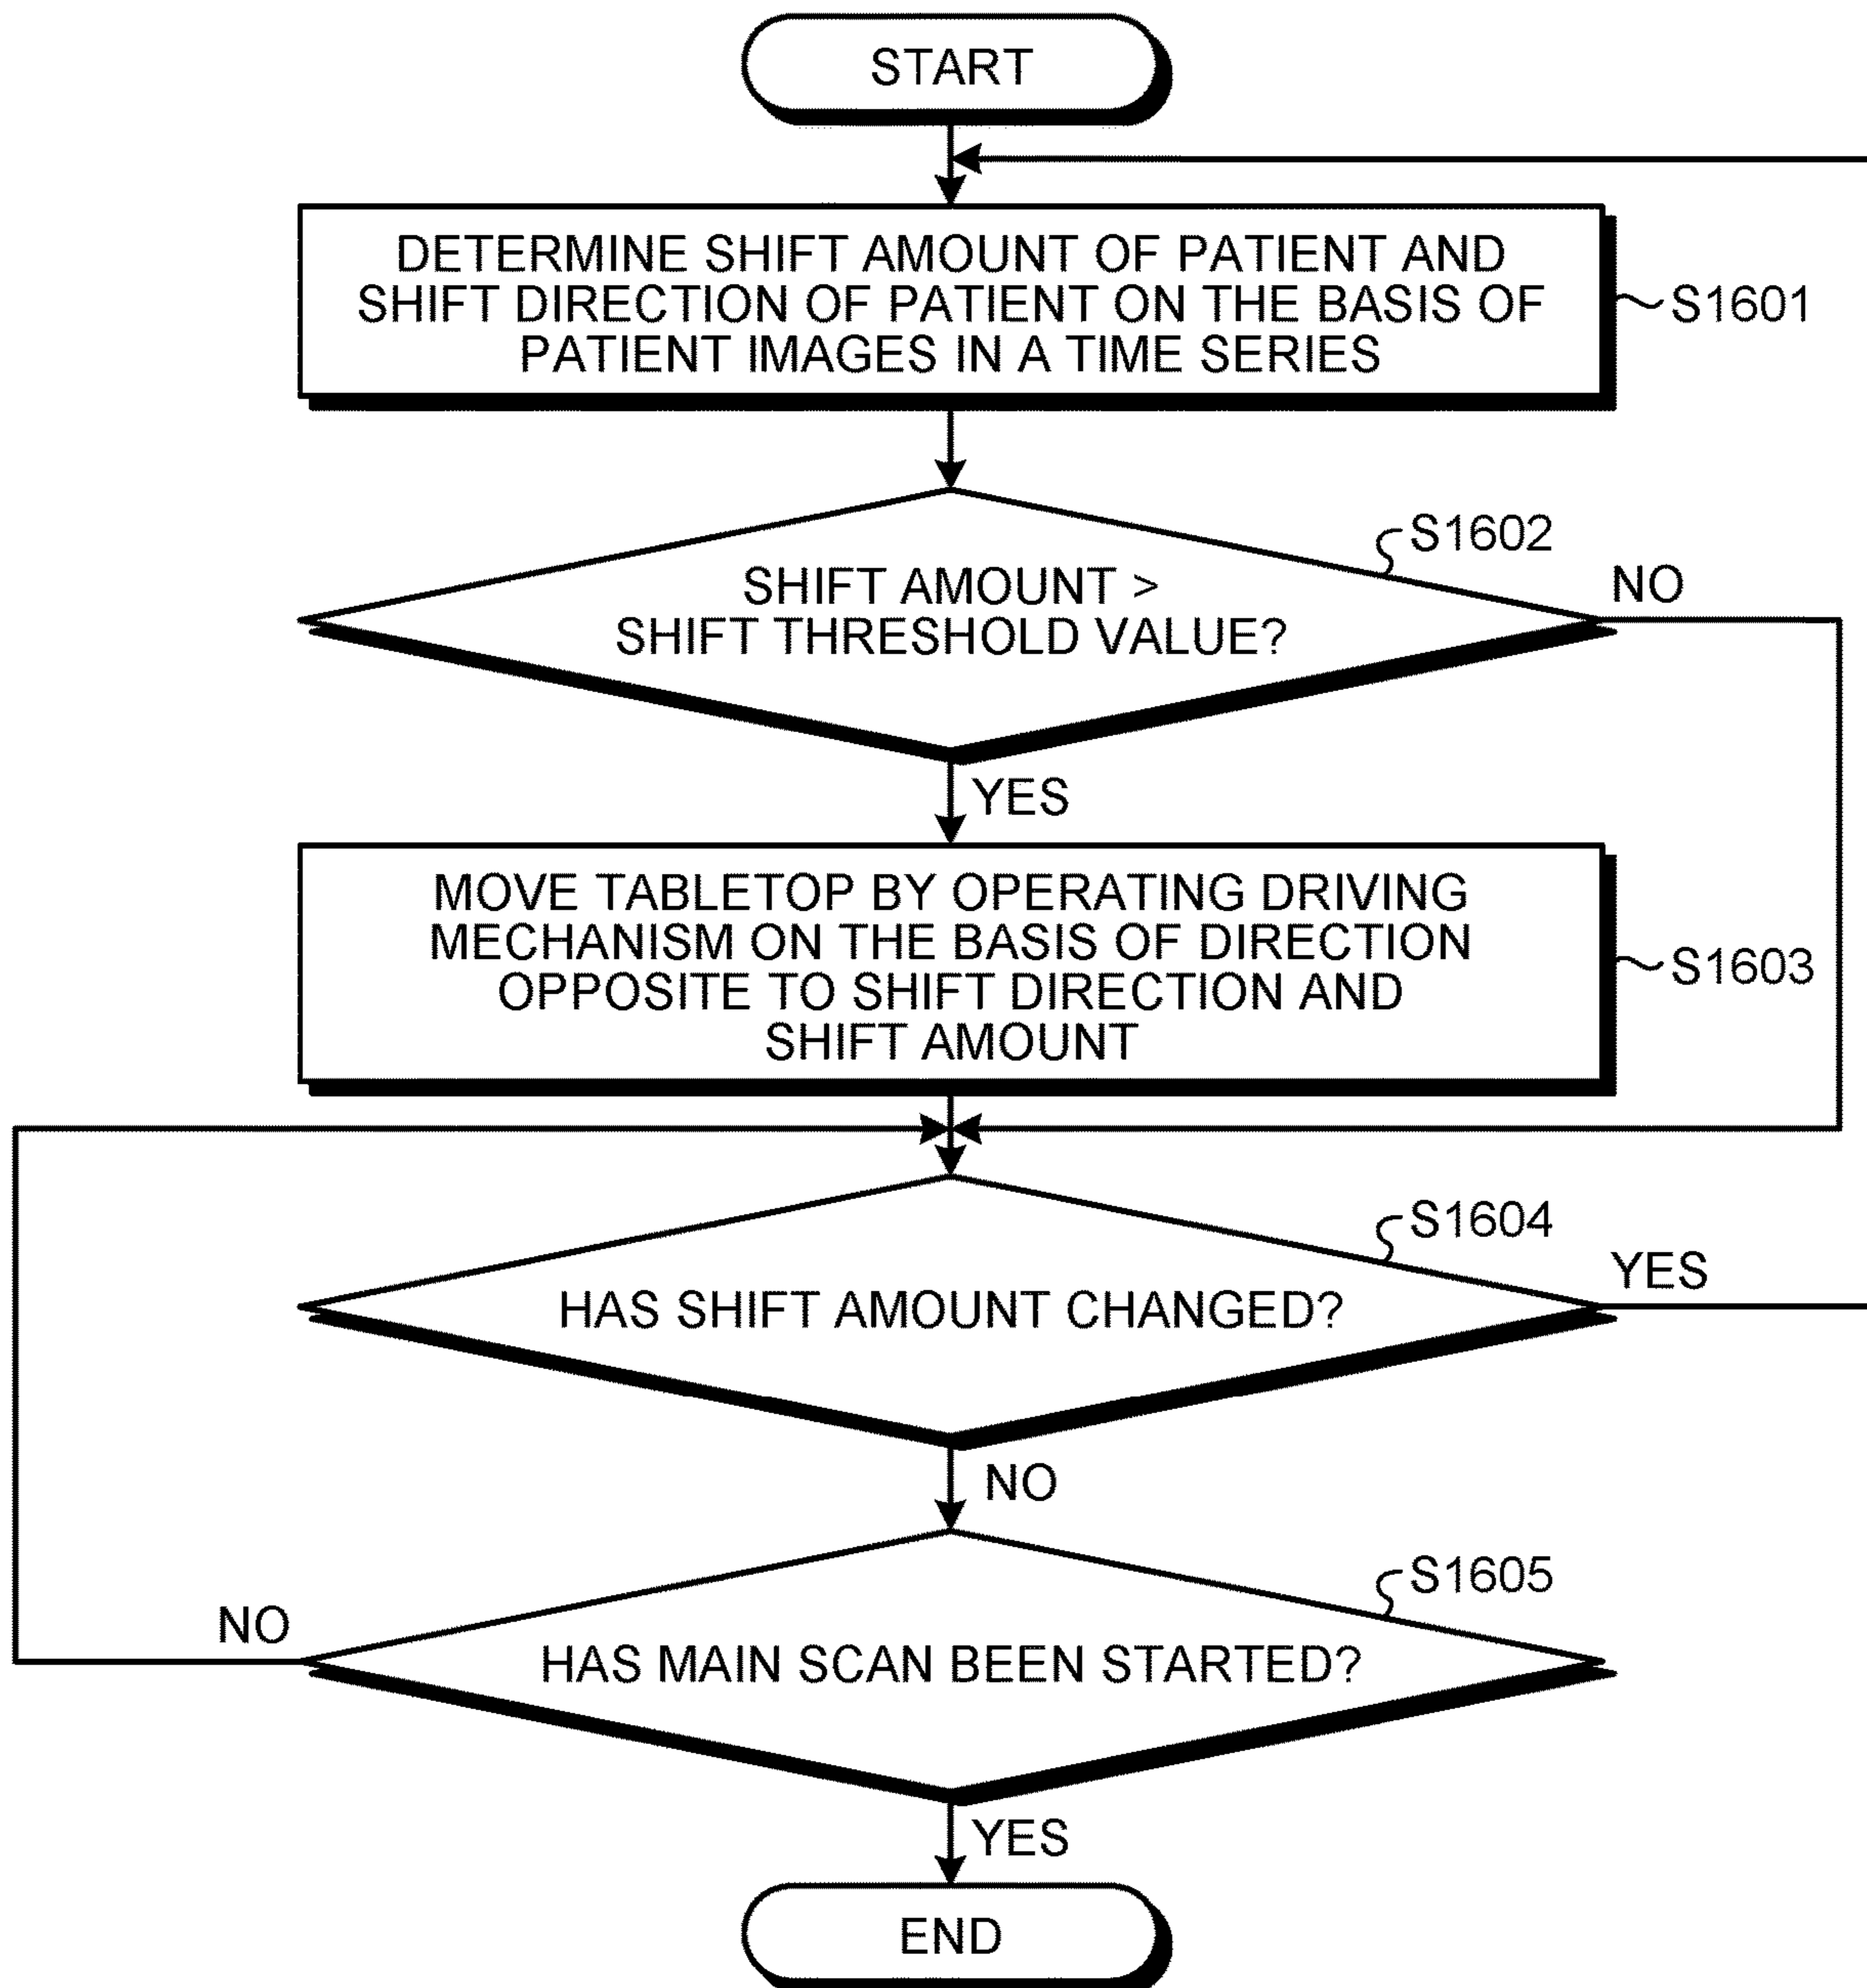 START
DETERMINE SHIFT AMOUNT OF PATIENT AND
SHIFT DIRECTION OF PATIENT ON THE BASIS OF
PATIENT IMAGES IN A TIME SERIES
S1601
S1602
SHIFT AMOUNT >
SHIFT THRESHOLD VALUE?
NO
YES
MOVE TABLETOP BY OPERATING DRIVING
MECHANISM ON THE BASIS OF DIRECTION
OPPOSITE TO SHIFT DIRECTION AND
SHIFT AMOUNT
S1603
S1604
HAS SHIFT AMOUNT CHANGED?
YES
NO
S1605
HAS MAIN SCAN BEEN STARTED?
NO
YES
END